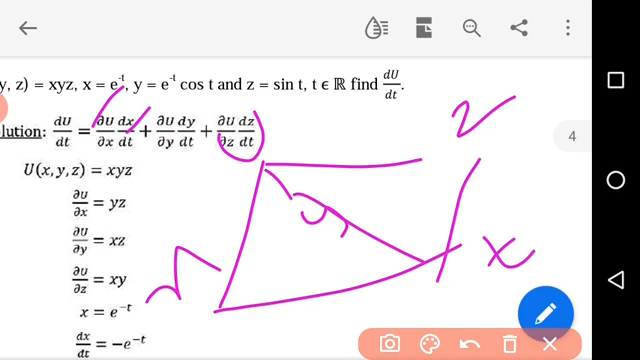 y, z) = xyz, x = e^-t, y = e^-t cos t and z = sin t, t ϵ ℝ find dU/dt.
olution: dU/dt = ∂U/∂x dx/dt + ∂U/∂y dy/dt + ∂U/∂z dz/dt
U(x, y, z) = xyz
∂U/∂x = yz
∂U/∂y = xz
∂U/∂z = xy
x = e^-t
dx/dt = -e^-t
4
z
y
x